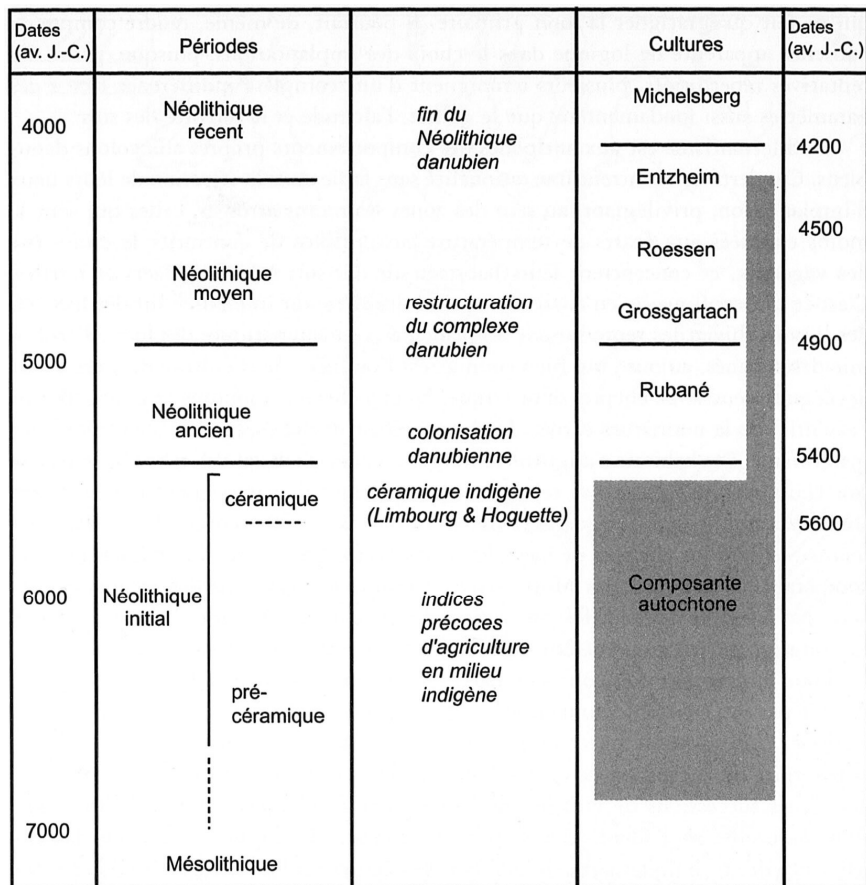 Dates
(av. J.-C.)
Périodes
Cultures
Dates
(av. J.-C.)
4000
5000
6000
7000
Néolithique
récent
Néolithique
moyen
Néolithique
ancien
céramique
Néolithique
initial
pré-
céramique
Mésolithique
fin du
Néolithique
danubien
restructuration
du complexe
danubien
colonisation
danubienne
céramique indigène
(Limbourg & Hoguette)
indices
précoces
d'agriculture
en milieu
indigène
Michelsberg
Entzheim
Roessen
Grossgartach
Rubané
Composante
autochtone
4200
4500
4900
5400
5600